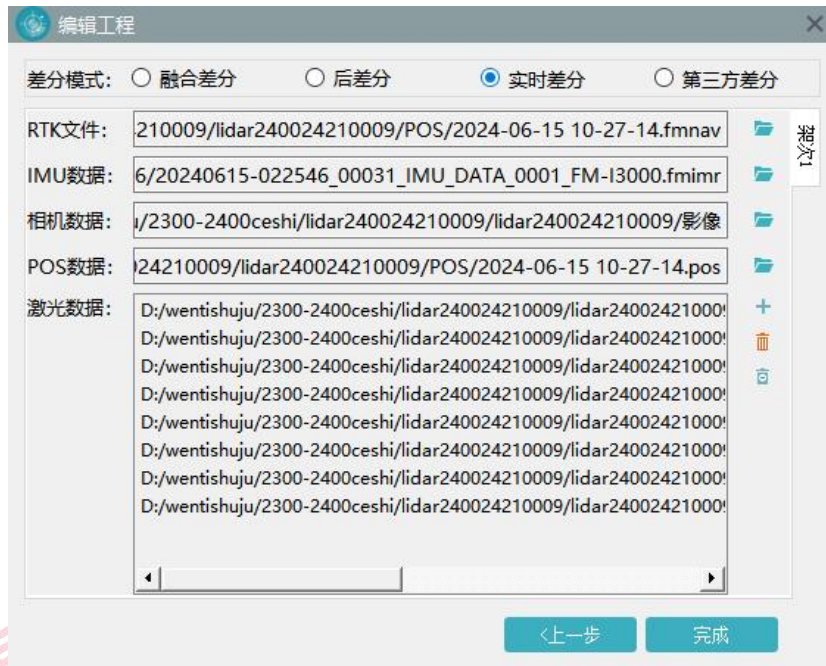 编辑工程
差分模式: 融合差分 后差分 实时差分 第三方差分
RTK文件: 210009/lidar240024210009/POS/2024-06-15 10-27-14.fmnav
架次1
IMU数据: 6/20240615-022546_00031_IMU_DATA_0001_FM-I3000.fmimr
相机数据: /2300-2400ceshi/lidar240024210009/lidar240024210009/影像
POS数据: 24210009/lidar240024210009/POS/2024-06-15 10-27-14.pos
激光数据: D:/wentishuju/2300-2400ceshi/lidar240024210009/lidar24002421000
D:/wentishuju/2300-2400ceshi/lidar240024210009/lidar24002421000
D:/wentishuju/2300-2400ceshi/lidar240024210009/lidar24002421000
D:/wentishuju/2300-2400ceshi/lidar240024210009/lidar24002421000
D:/wentishuju/2300-2400ceshi/lidar240024210009/lidar24002421000
D:/wentishuju/2300-2400ceshi/lidar240024210009/lidar24002421000
D:/wentishuju/2300-2400ceshi/lidar240024210009/lidar24002421000
D:/wentishuju/2300-2400ceshi/lidar240024210009/lidar24002421000
<上一步 完成